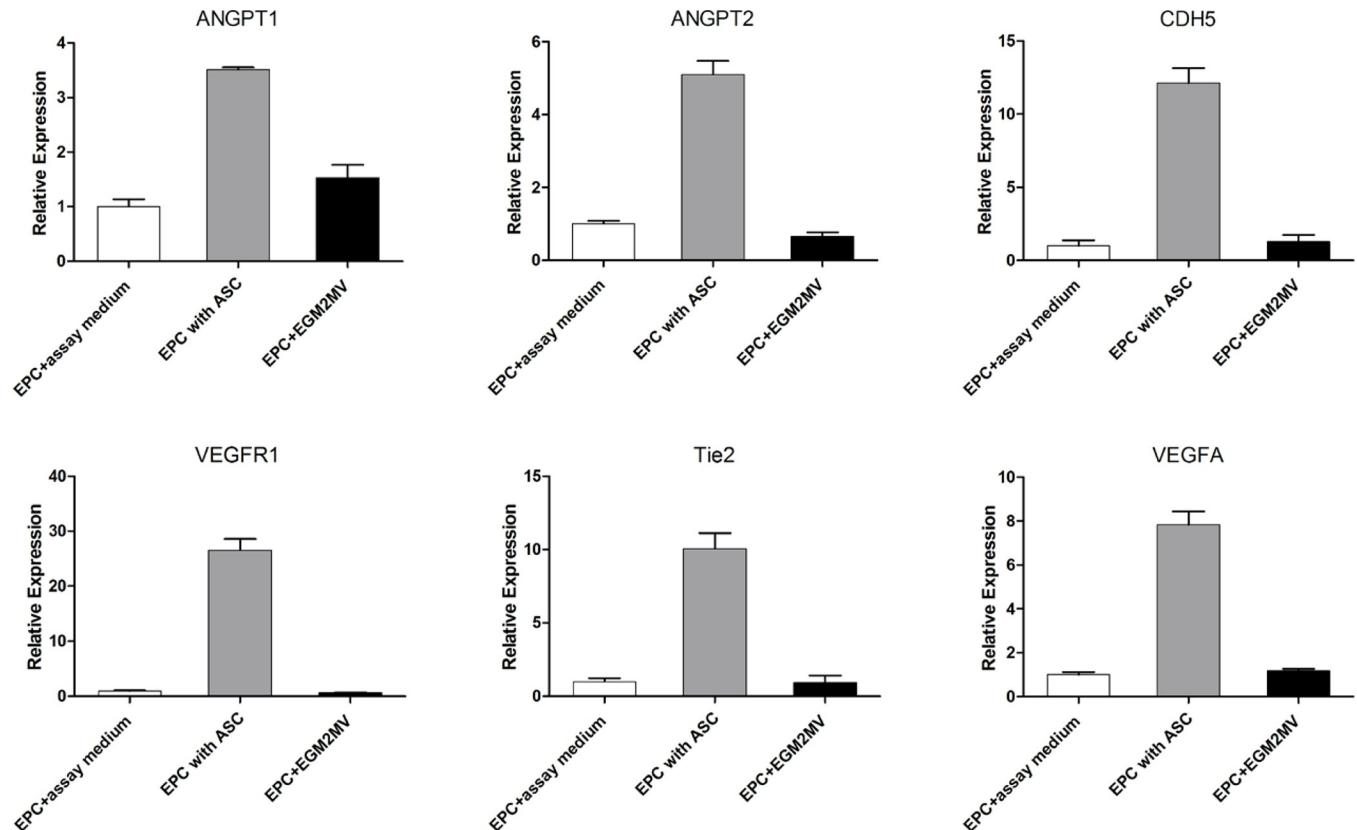 ANGPT1
Relative Expression
4
3
2
1
0
EPC+assay medium
EPC with ASC
EPC+EGM2MV
ANGPT2
Relative Expression
6
4
2
0
EPC+assay medium
EPC with ASC
EPC+EGM2MV
CDH5
Relative Expression
15
10
5
0
EPC+assay medium
EPC with ASC
EPC+EGM2MV
VEGFR1
Relative Expression
40
30
20
10
0
EPC+assay medium
EPC with ASC
EPC+EGM2MV
Tie2
Relative Expression
15
10
5
0
EPC+assay medium
EPC with ASC
EPC+EGM2MV
VEGFA
Relative Expression
10
8
6
4
2
0
EPC+assay medium
EPC with ASC
EPC+EGM2MV